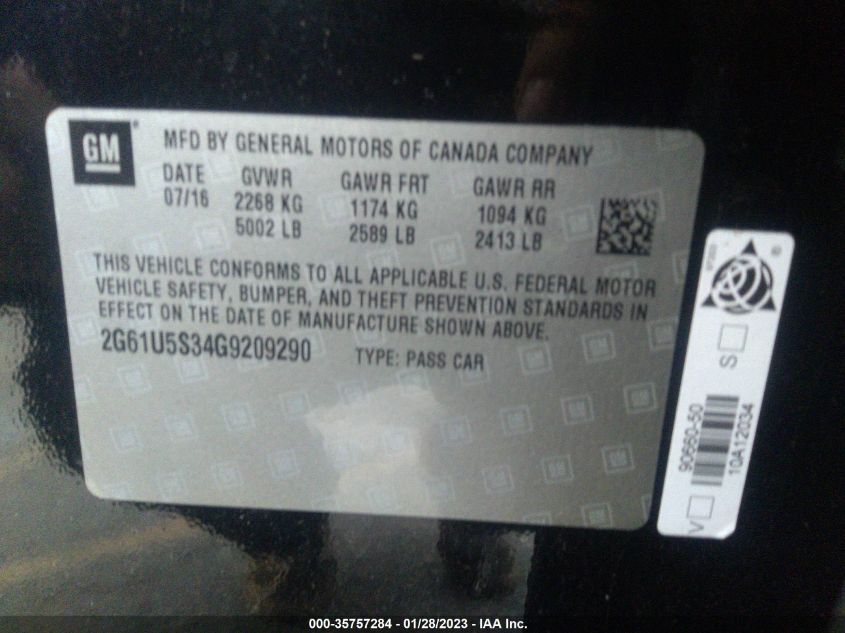 GM
MFD BY GENERAL MOTORS OF CANADA COMPANY
DATE GVWR GAWR FRT GAWR RR
07/16 2268 KG 1174 KG 1094 KG
5002 LB 2589 LB 2413 LB
THIS VEHICLE CONFORMS TO ALL APPLICABLE U.S. FEDERAL MOTOR
VEHICLE SAFETY, BUMPER, AND THEFT PREVENTION STANDARDS IN
EFFECT ON THE DATE OF MANUFACTURE SHOWN ABOVE.
2G61U5S34G9209290 TYPE: PASS CAR
S
V
90660-50
10A12034
000-35757284 - 01/28/2023 - IAA Inc.